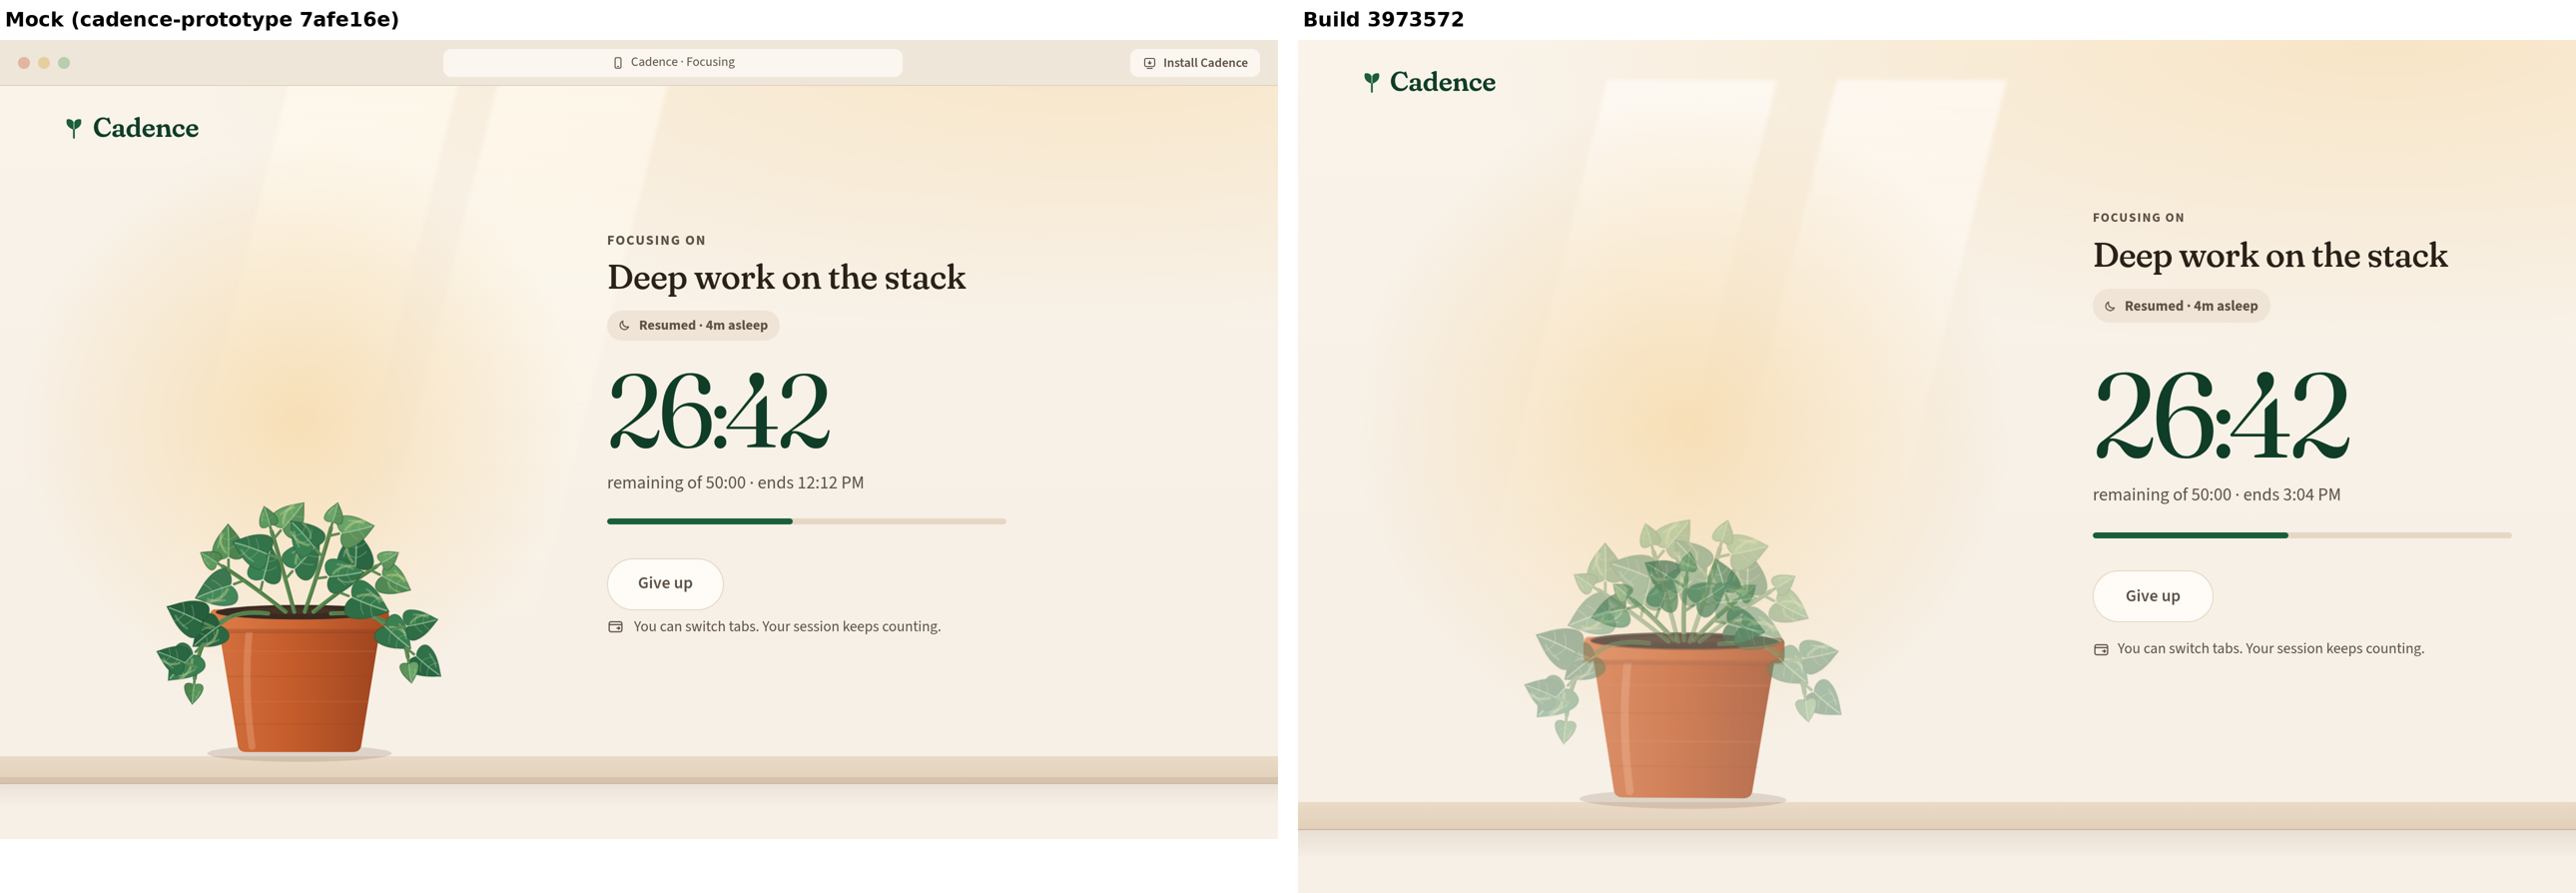 Mock (cadence-prototype 7afe16e)
Cadence · Focusing
Install Cadence
Cadence
FOCUSING ON
Deep work on the stack
Resumed · 4m asleep
26:42
remaining of 50:00 · ends 12:12 PM
Give up
You can switch tabs. Your session keeps counting.
Build 3973572
Cadence
FOCUSING ON
Deep work on the stack
Resumed · 4m asleep
26:42
remaining of 50:00 · ends 3:04 PM
Give up
You can switch tabs. Your session keeps counting.